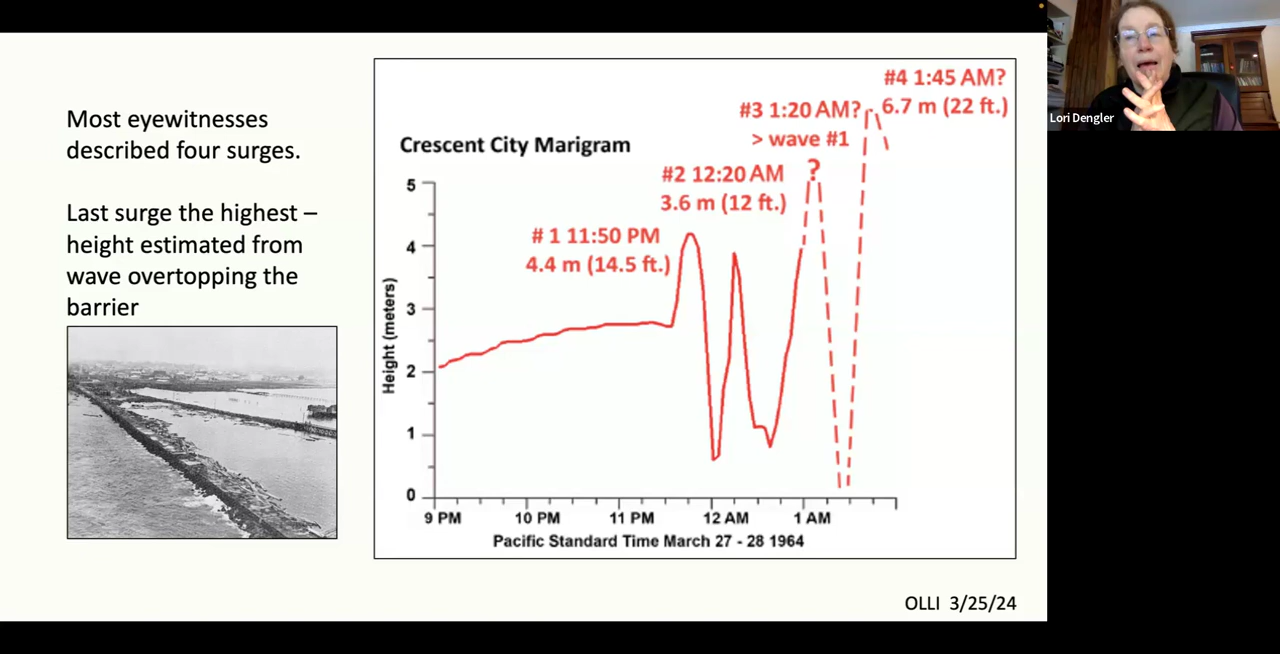 Most eyewitnesses
described four surges.
Last surge the highest –
height estimated from
wave overtopping the
barrier
Crescent City Marigram
# 1 11:50 PM
4.4 m (14.5 ft.)
#2 12:20 AM
3.6 m (12 ft.)
#3 1:20 AM?
> wave #1
?
#4 1:45 AM?
6.7 m (22 ft.)
Height (meters)
5
4
3
2
1
0
9 PM 10 PM 11 PM 12 AM 1 AM
Pacific Standard Time March 27 - 28 1964
OLLI 3/25/24
Lori Dengler